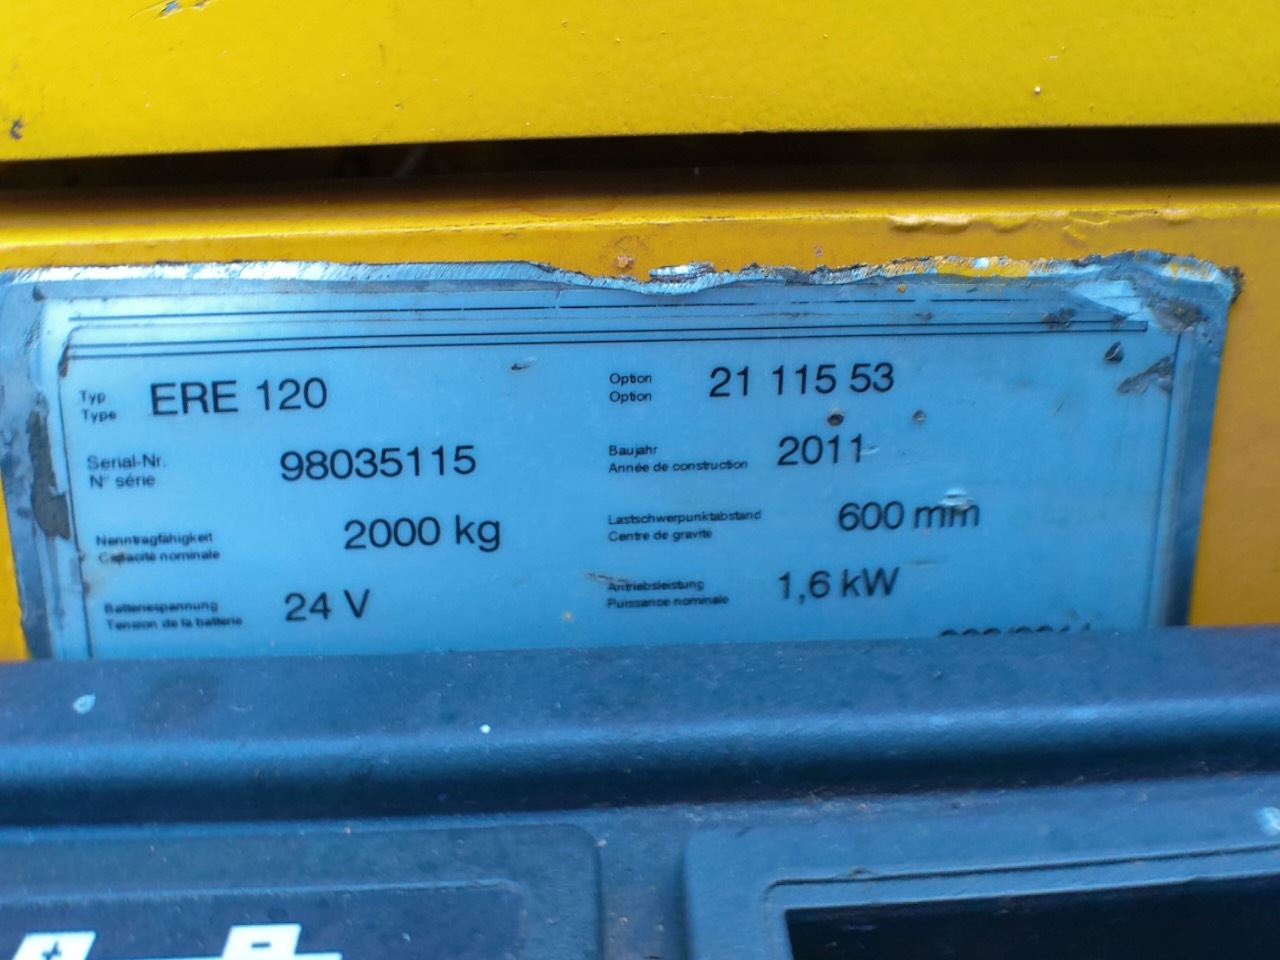 Typ ERE 120 Option 21 115 53
Type Option
Serial-Nr. 98035115 Baujahr 2011
N° série Année de construction
Nenntragfähigkeit 2000 kg Lastschwerpunktabstand 600 mm
Capacité nominale Centre de gravité
Batteriespannung 24 V Antriebsleistung 1,6 kW
Tension de la batterie Puissance nominale